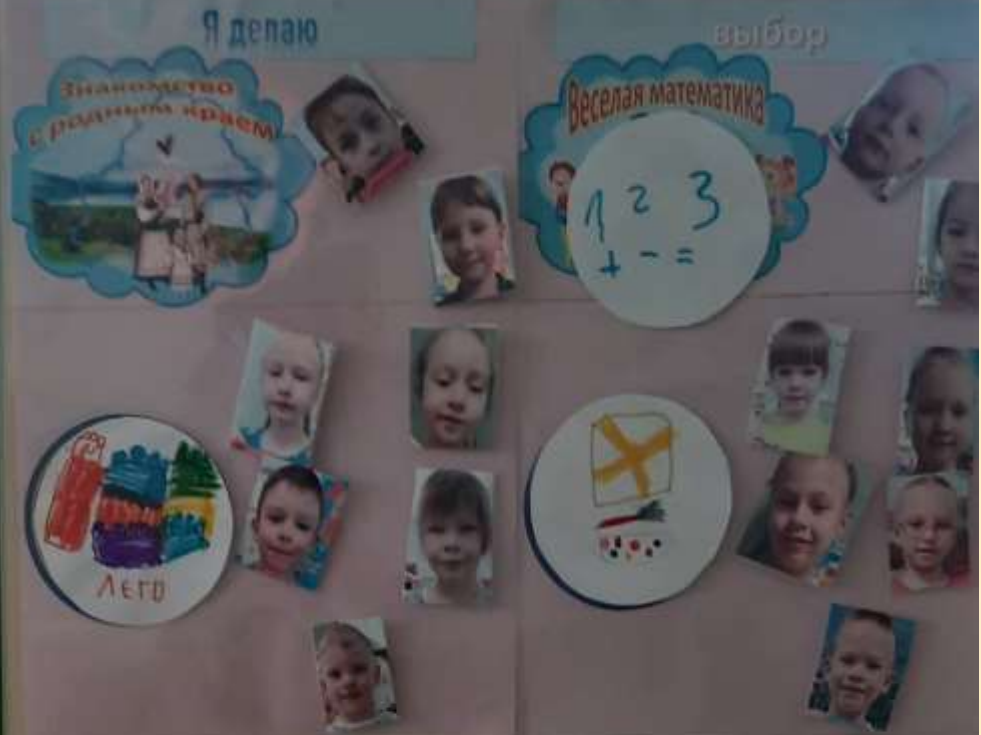 Я делаю
выбор
Знакомство
с родным краем
Веселая математика
1 2 3
+ - =
ЛЕГО